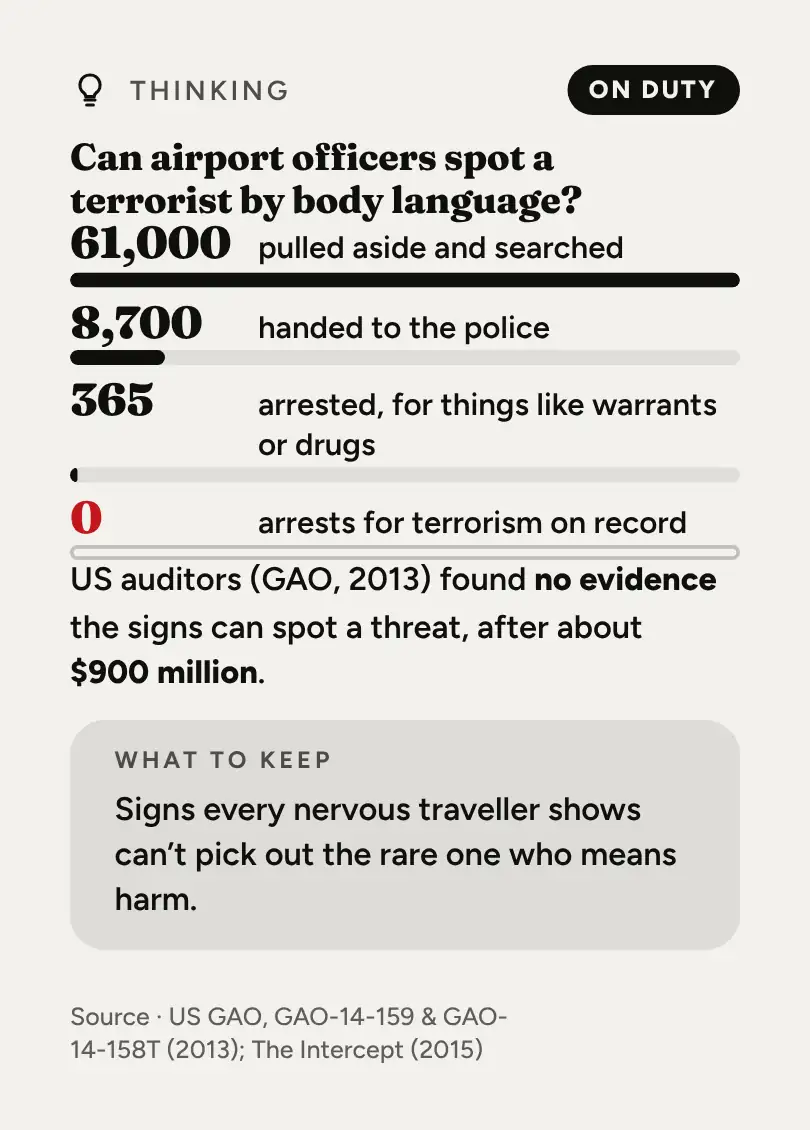 THINKING
ON DUTY
Can airport officers spot a
terrorist by body language?
61,000 pulled aside and searched
8,700 handed to the police
365 arrested, for things like warrants
or drugs
0 arrests for terrorism on record
US auditors (GAO, 2013) found no evidence
the signs can spot a threat, after about
$900 million.
WHAT TO KEEP
Signs every nervous traveller shows
can’t pick out the rare one who means
harm.
Source · US GAO, GAO-14-159 & GAO-
14-158T (2013); The Intercept (2015)